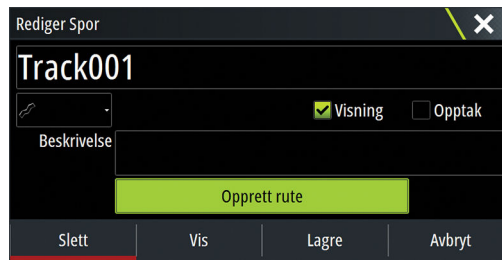 Rediger Spor
Track001
Visning
Opptak
Beskrivelse
Opprett rute
Slett
Vis
Lagre
Avbryt